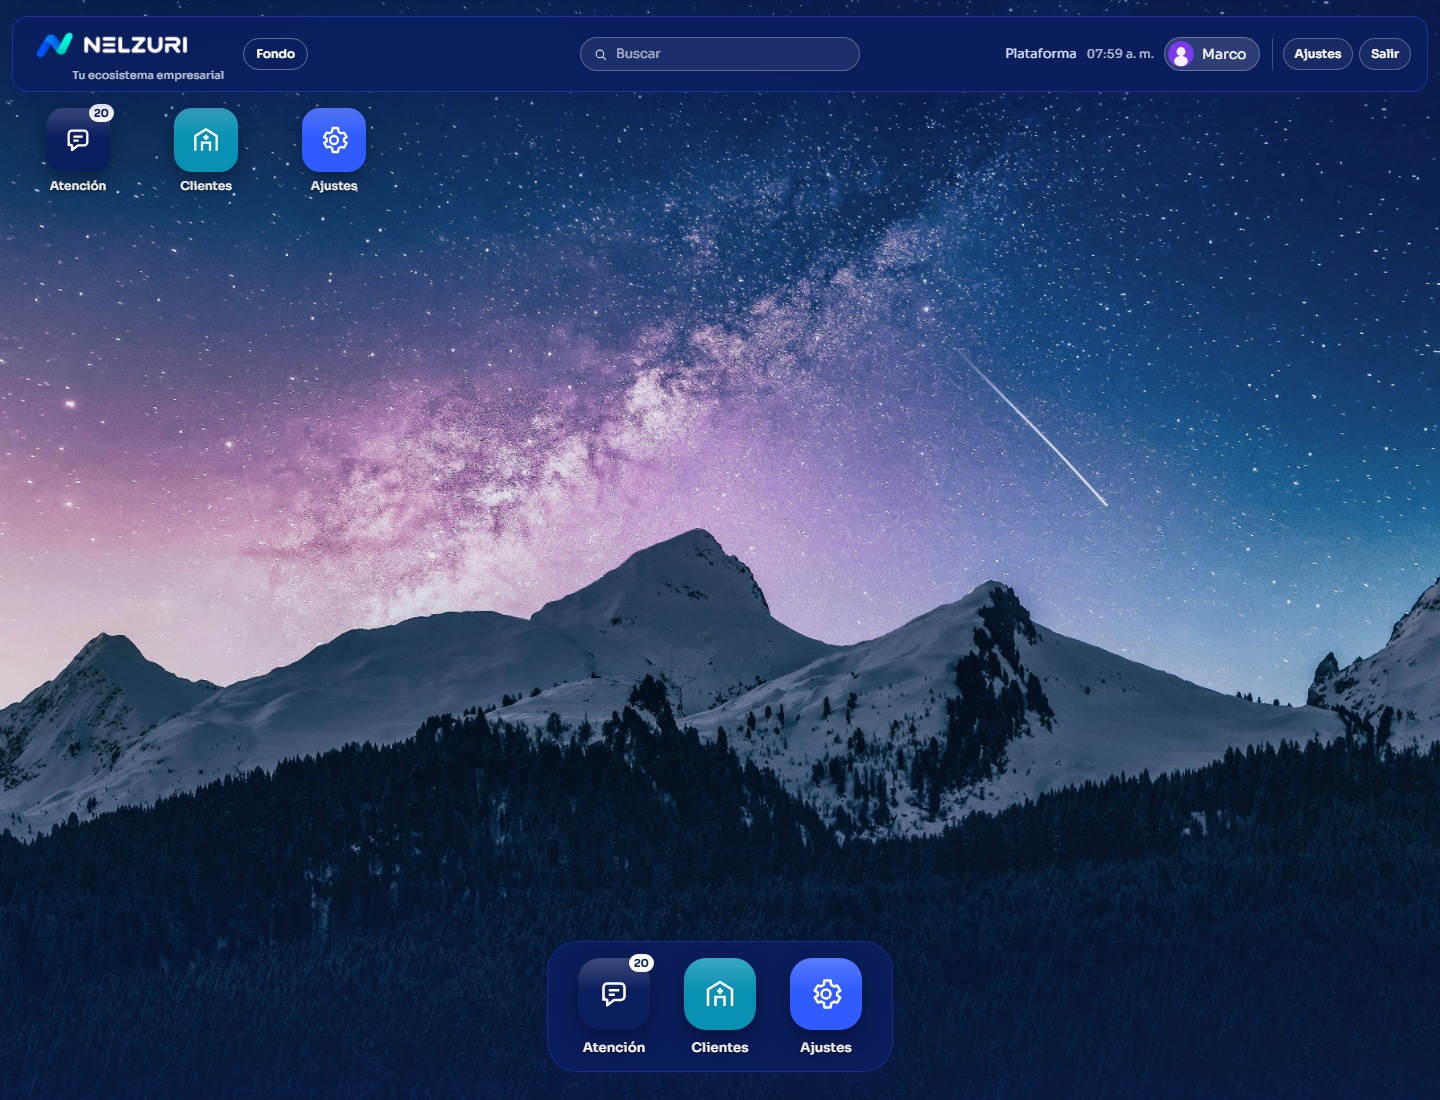 NELZURI
Tu ecosistema empresarial
Fondo
Buscar
Plataforma
07:59 a. m.
Marco
Ajustes
Salir
20
Atención
Clientes
Ajustes
20
Atención
Clientes
Ajustes